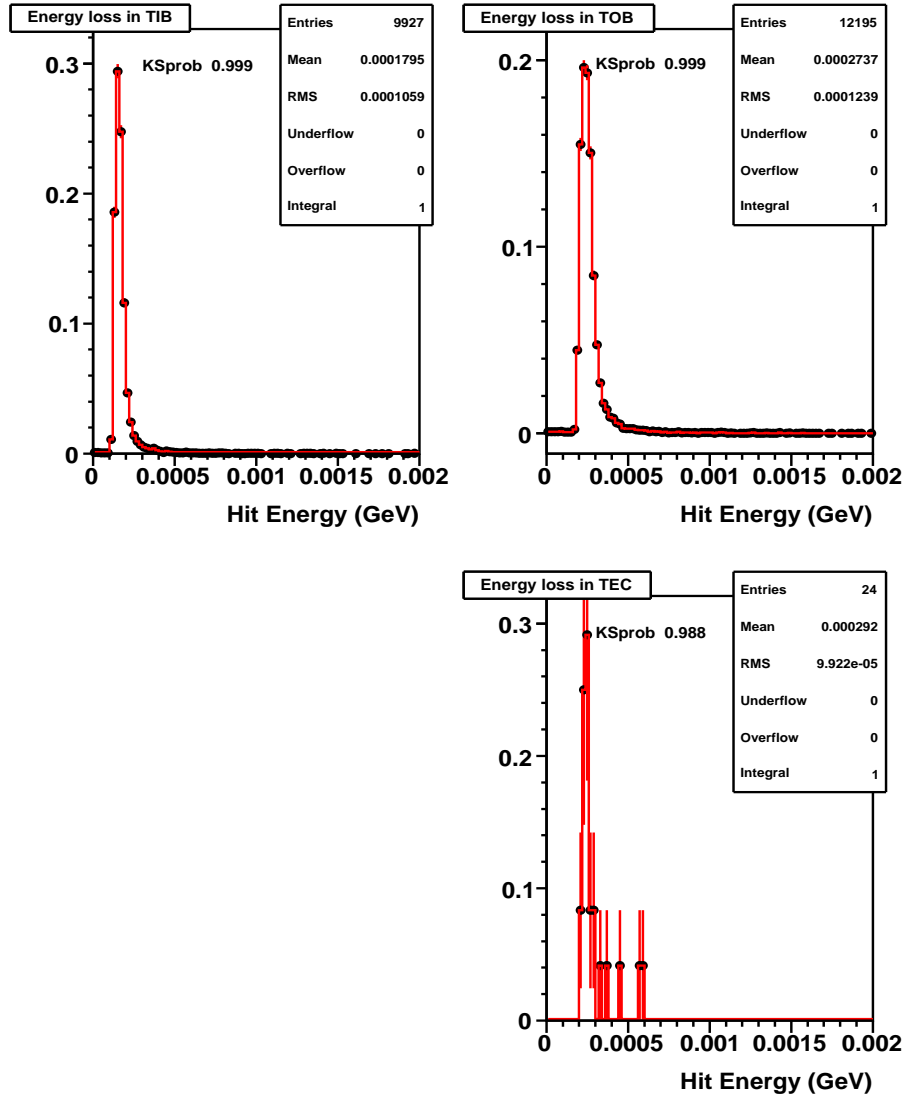 Energy loss in TIB
Entries 9927
Mean 0.0001795
RMS 0.0001059
Underflow 0
Overflow 0
Integral 1
KSprob 0.999
0.3
0.2
0.1
0
0 0.0005 0.001 0.0015 0.002
Hit Energy (GeV)
Energy loss in TOB
Entries 12195
Mean 0.0002737
RMS 0.0001239
Underflow 0
Overflow 0
Integral 1
KSprob 0.999
0.2
0.1
0
0 0.0005 0.001 0.0015 0.002
Hit Energy (GeV)
Energy loss in TEC
Entries 24
Mean 0.000292
RMS 9.922e-05
Underflow 0
Overflow 0
Integral 1
KSprob 0.988
0.3
0.2
0.1
0
0 0.0005 0.001 0.0015 0.002
Hit Energy (GeV)